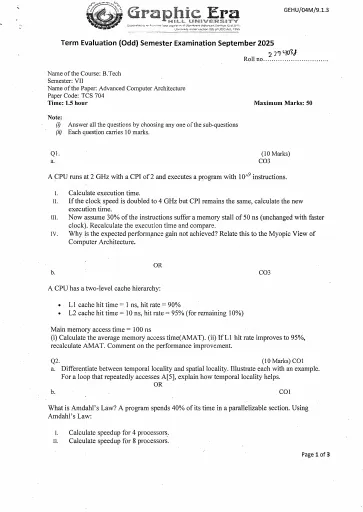 GEHU/04M/9.1.3
Graphic Era
HILL UNIVERSITY
Term Evaluation (Odd) Semester Examination September 2025
Roll no.
Name of the Course: B.Tech
Semester: VII
Name of the Paper: Advanced Computer Architecture
Paper Code: TCS 704
Time: 1.5 hour Maximum Marks: 50
Note:
(i) Answer all the questions by choosing any one of the sub-questions
(ii) Each question carries 10 marks.
Q1. (10 Marks)
a. CO3
A CPU runs at 2 GHz with a CPI of 2 and executes a program with 10^9 instructions.
I. Calculate execution time.
II. If the clock speed is doubled to 4 GHz but CPI remains the same, calculate the new
execution time.
III. Now assume 30% of the instructions suffer a memory stall of 50 ns (unchanged with faster
clock). Recalculate the execution time and compare.
IV. Why is the expected performance gain not achieved? Relate this to the Myopic View of
Computer Architecture.
OR
b. CO3
A CPU has a two-level cache hierarchy:
• L1 cache hit time = 1 ns, hit rate = 90%
• L2 cache hit time = 10 ns, hit rate = 95% (for remaining 10%)
Main memory access time = 100 ns
(i) Calculate the average memory access time(AMAT). (ii) If L1 hit rate improves to 95%,
recalculate AMAT. Comment on the performance improvement.
Q2. (10 Marks) CO1
a. Differentiate between temporal locality and spatial locality. Illustrate each with an example.
For a loop that repeatedly accesses A[5], explain how temporal locality helps.
OR
b. CO1
What is Amdahl's Law? A program spends 40% of its time in a parallelizable section. Using
Amdahl's Law:
I. Calculate speedup for 4 processors.
II. Calculate speedup for 8 processors.
Page 1 of 3